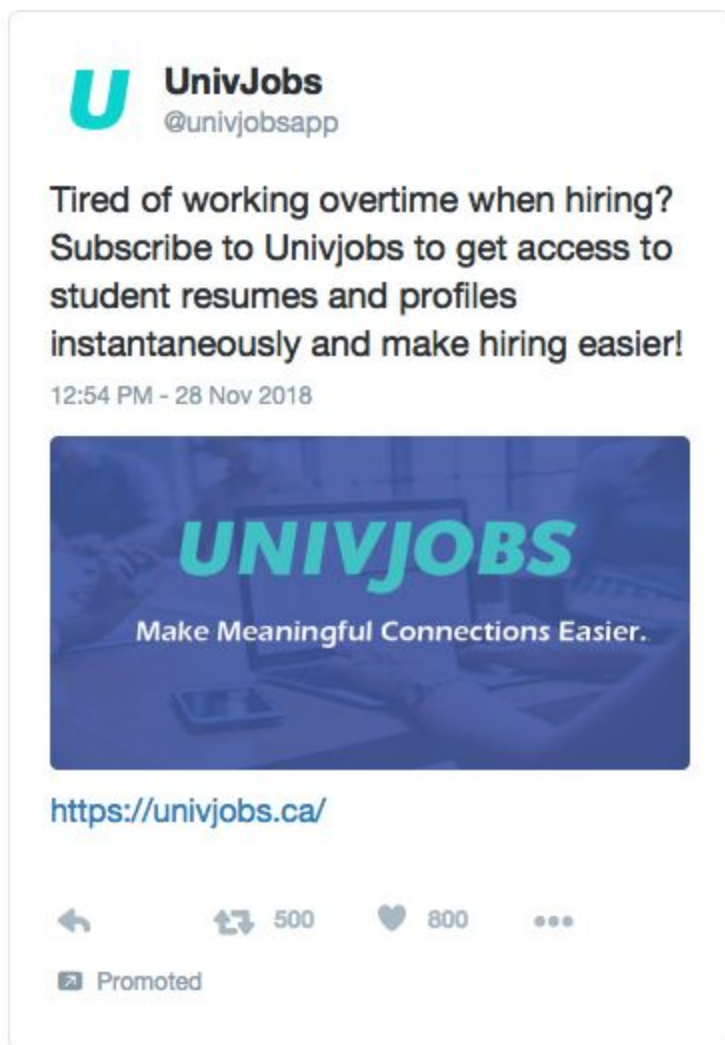 U
UnivJobs
@univjobsapp
Tired of working overtime when hiring?
Subscribe to Univjobs to get access to
student resumes and profiles
instantaneously and make hiring easier!
12:54 PM - 28 Nov 2018
UNIVJOBS
Make Meaningful Connections Easier.
https://univjobs.ca/
500 800
Promoted